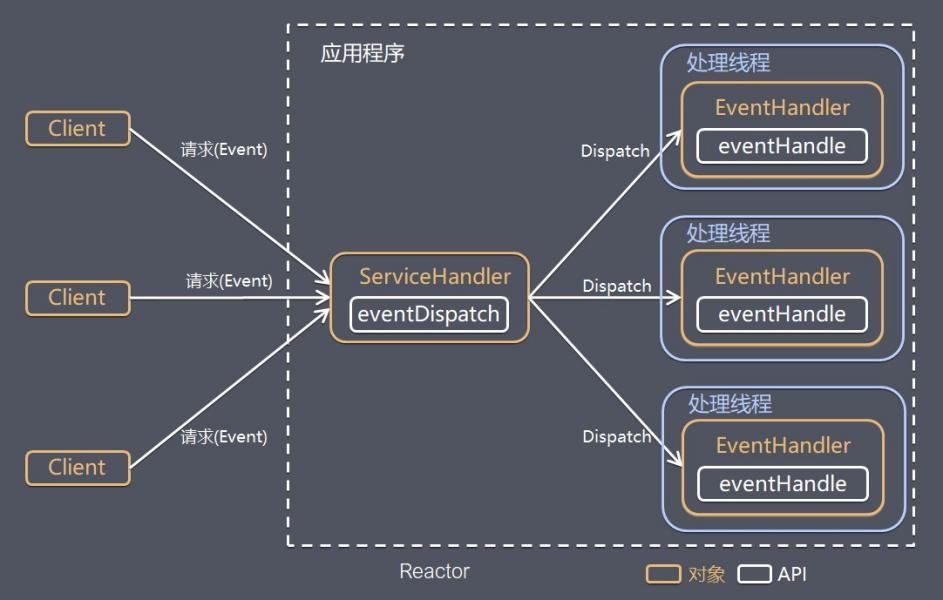 应用程序
处理线程
EventHandler
eventHandle
Client
请求(Event)
Dispatch
处理线程
EventHandler
eventHandle
Client
请求(Event)
ServiceHandler
eventDispatch
Dispatch
处理线程
EventHandler
eventHandle
Client
请求(Event)
Dispatch
Reactor
对象
API